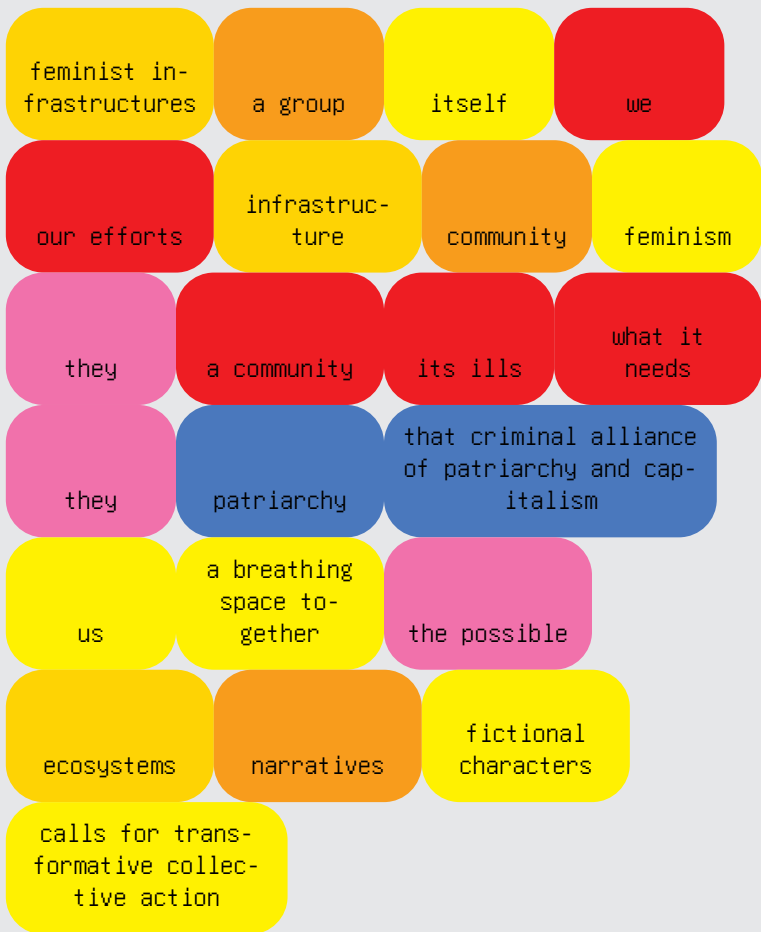 feminist in-
frastructures
a group
itself
we
our efforts
infrastruc-
ture
community
feminism
they
a community
its ills
what it
needs
they
patriarchy
that criminal alliance
of patriarchy and cap-
italism
us
a breathing
space to-
gether
the possible
ecosystems
narratives
fictional
characters
calls for trans-
formative collec-
tive action